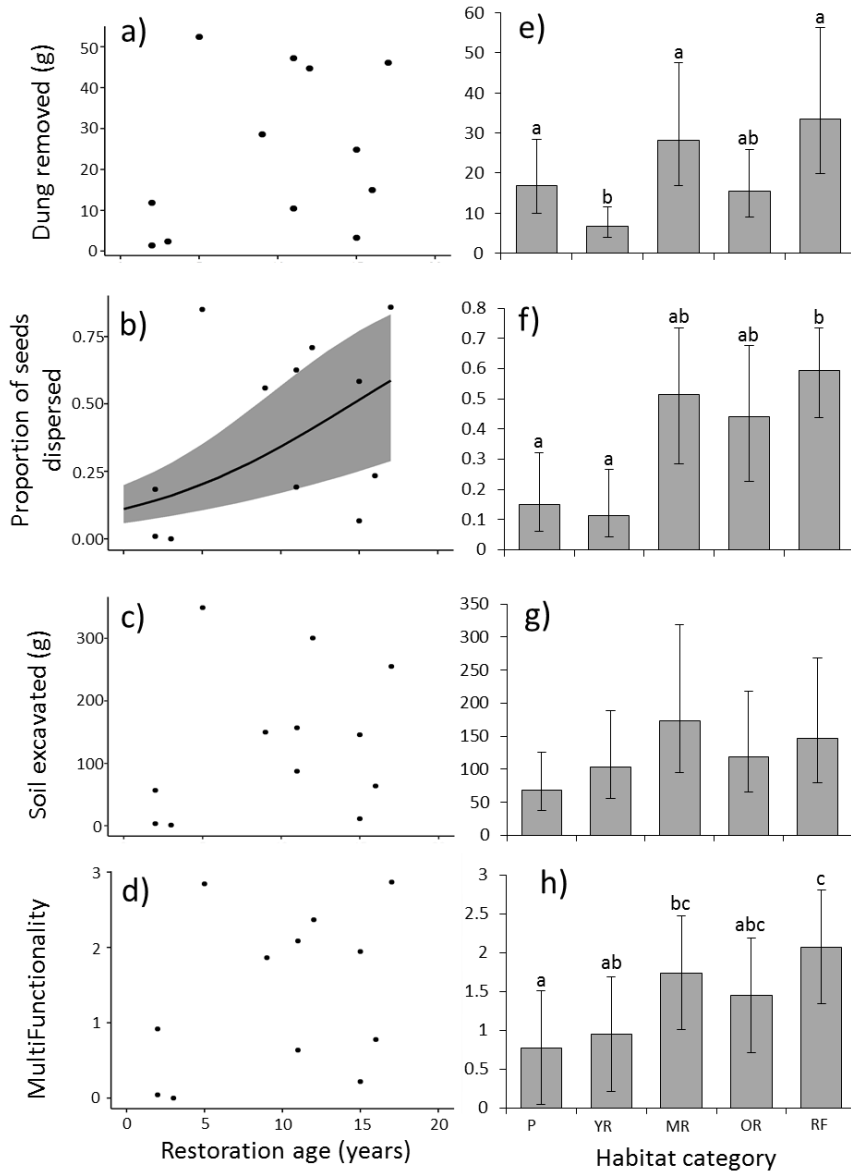 a)
Dung removed (g)
50
40
30
20
10
0
e)
60
50
40
30
20
10
0
a
b
a
ab
a
b)
Proportion of seeds
dispersed
0.75
0.50
0.25
0.00
f)
0.8
0.7
0.6
0.5
0.4
0.3
0.2
0.1
0
a
a
ab
ab
b
c)
Soil excavated (g)
300
200
100
0
g)
350
300
250
200
150
100
50
0
d)
MultiFunctionality
3
2
1
0
0 5 10 15 20
Restoration age (years)
h)
3
2.5
2
1.5
1
0.5
0
a
ab
bc
abc
c
P YR MR OR RF
Habitat category